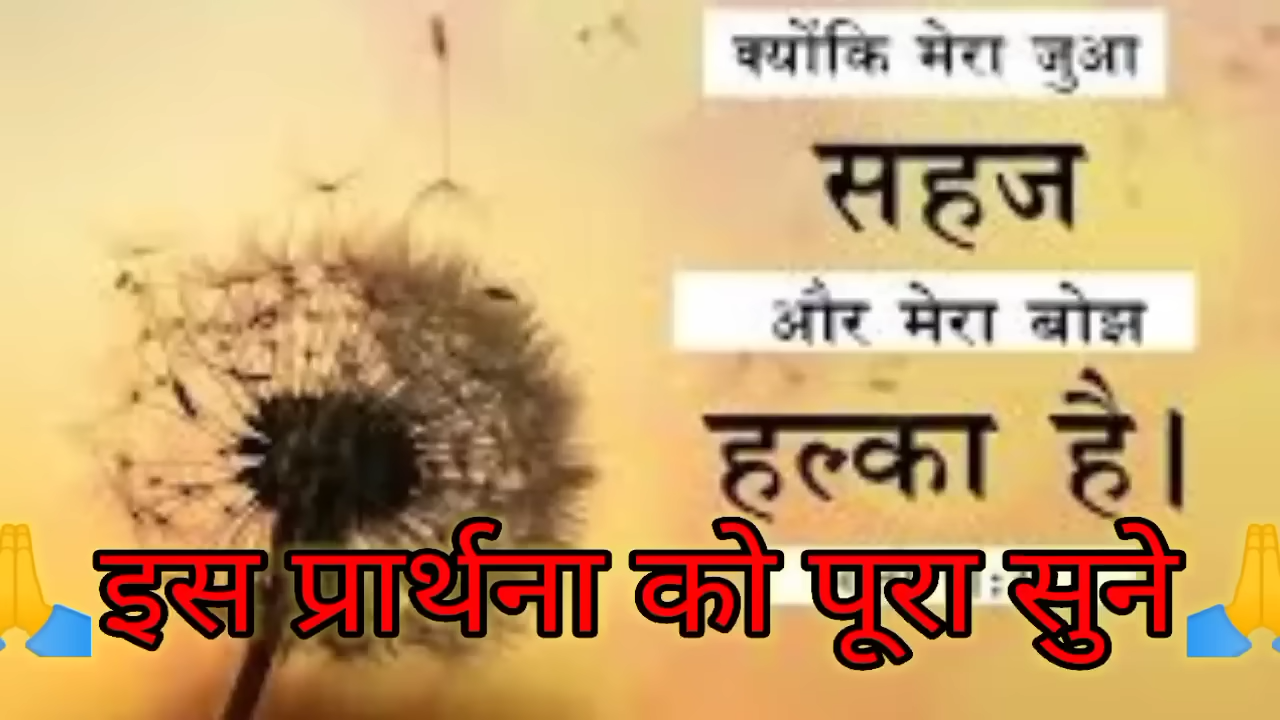 क्योंकि मेरा जुआ
सहज
और मेरा बोझ
हल्का है।
इस प्रार्थना को पूरा सुने